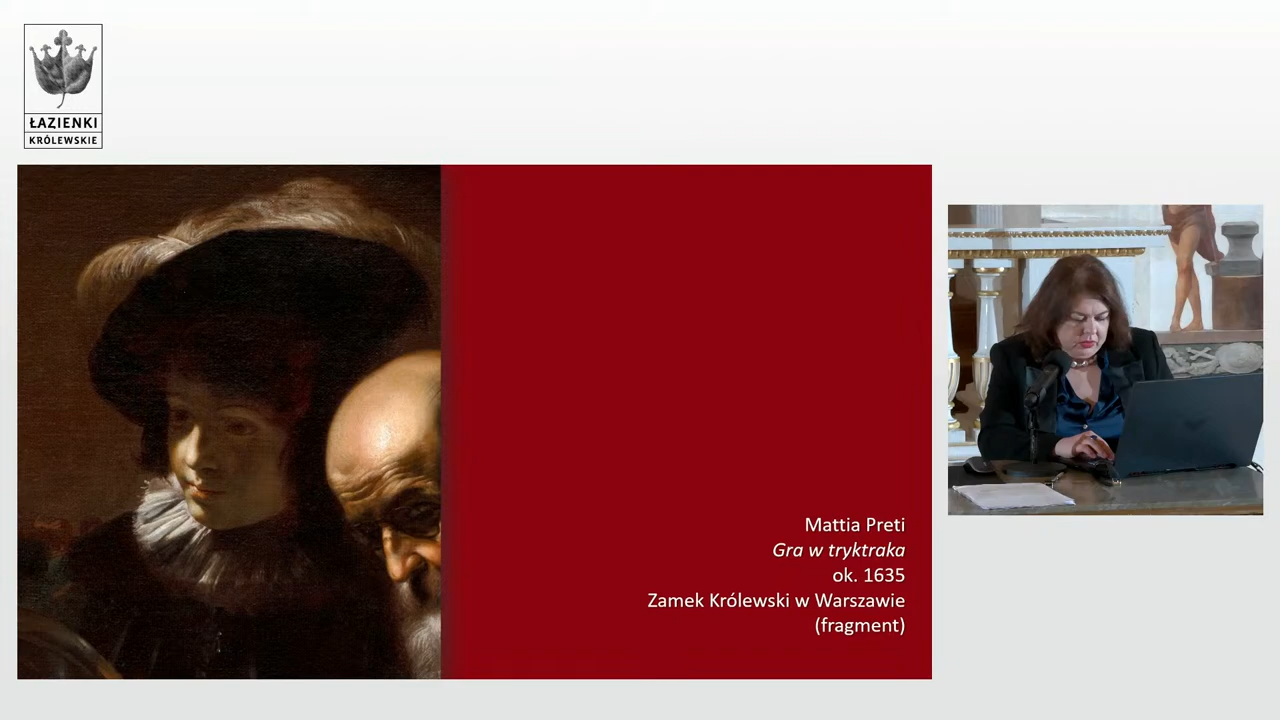 ŁAZIENKI
KRÓLEWSKIE
Mattia Preti
Gra w tryktraka
ok. 1635
Zamek Królewski w Warszawie
(fragment)